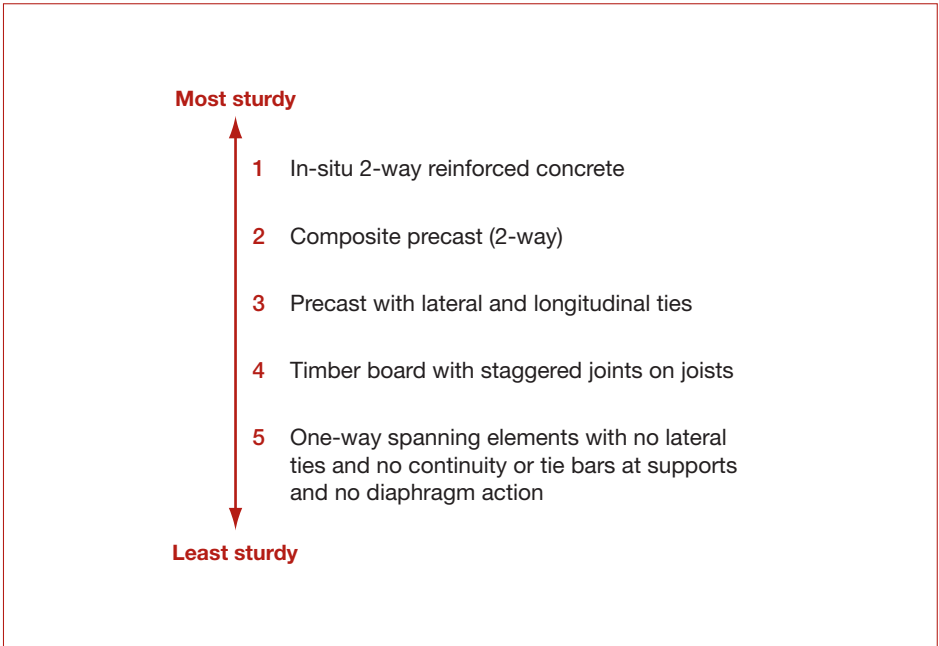 Most sturdy
1 In-situ 2-way reinforced concrete
2 Composite precast (2-way)
3 Precast with lateral and longitudinal ties
4 Timber board with staggered joints on joists
5 One-way spanning elements with no lateral
ties and no continuity or tie bars at supports
and no diaphragm action
Least sturdy